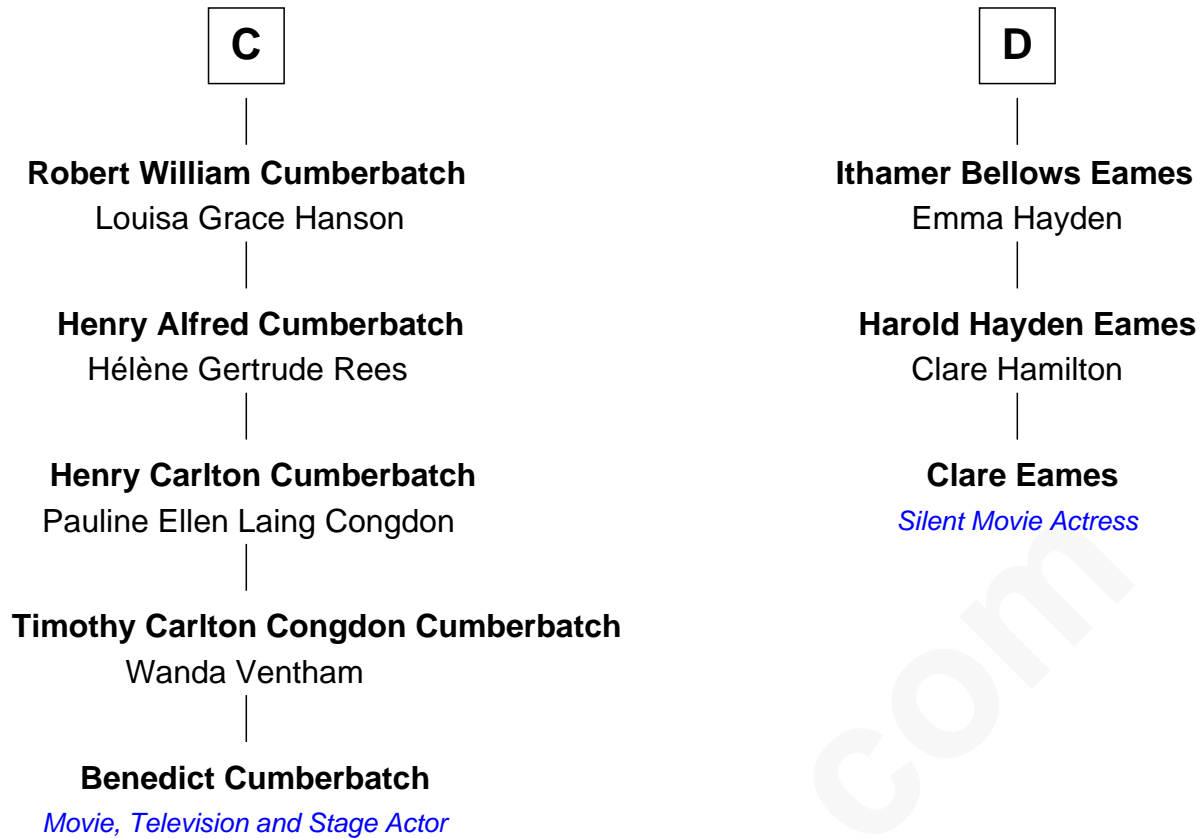 C
Robert William Cumberbatch
Louisa Grace Hanson
Henry Alfred Cumberbatch
Hélène Gertrude Rees
Henry Carlton Cumberbatch
Pauline Ellen Laing Congdon
Timothy Carlton Congdon Cumberbatch
Wanda Ventham
Benedict Cumberbatch
Movie, Television and Stage Actor
D
Ithamer Bellows Eames
Emma Hayden
Harold Hayden Eames
Clare Hamilton
Clare Eames
Silent Movie Actress
com